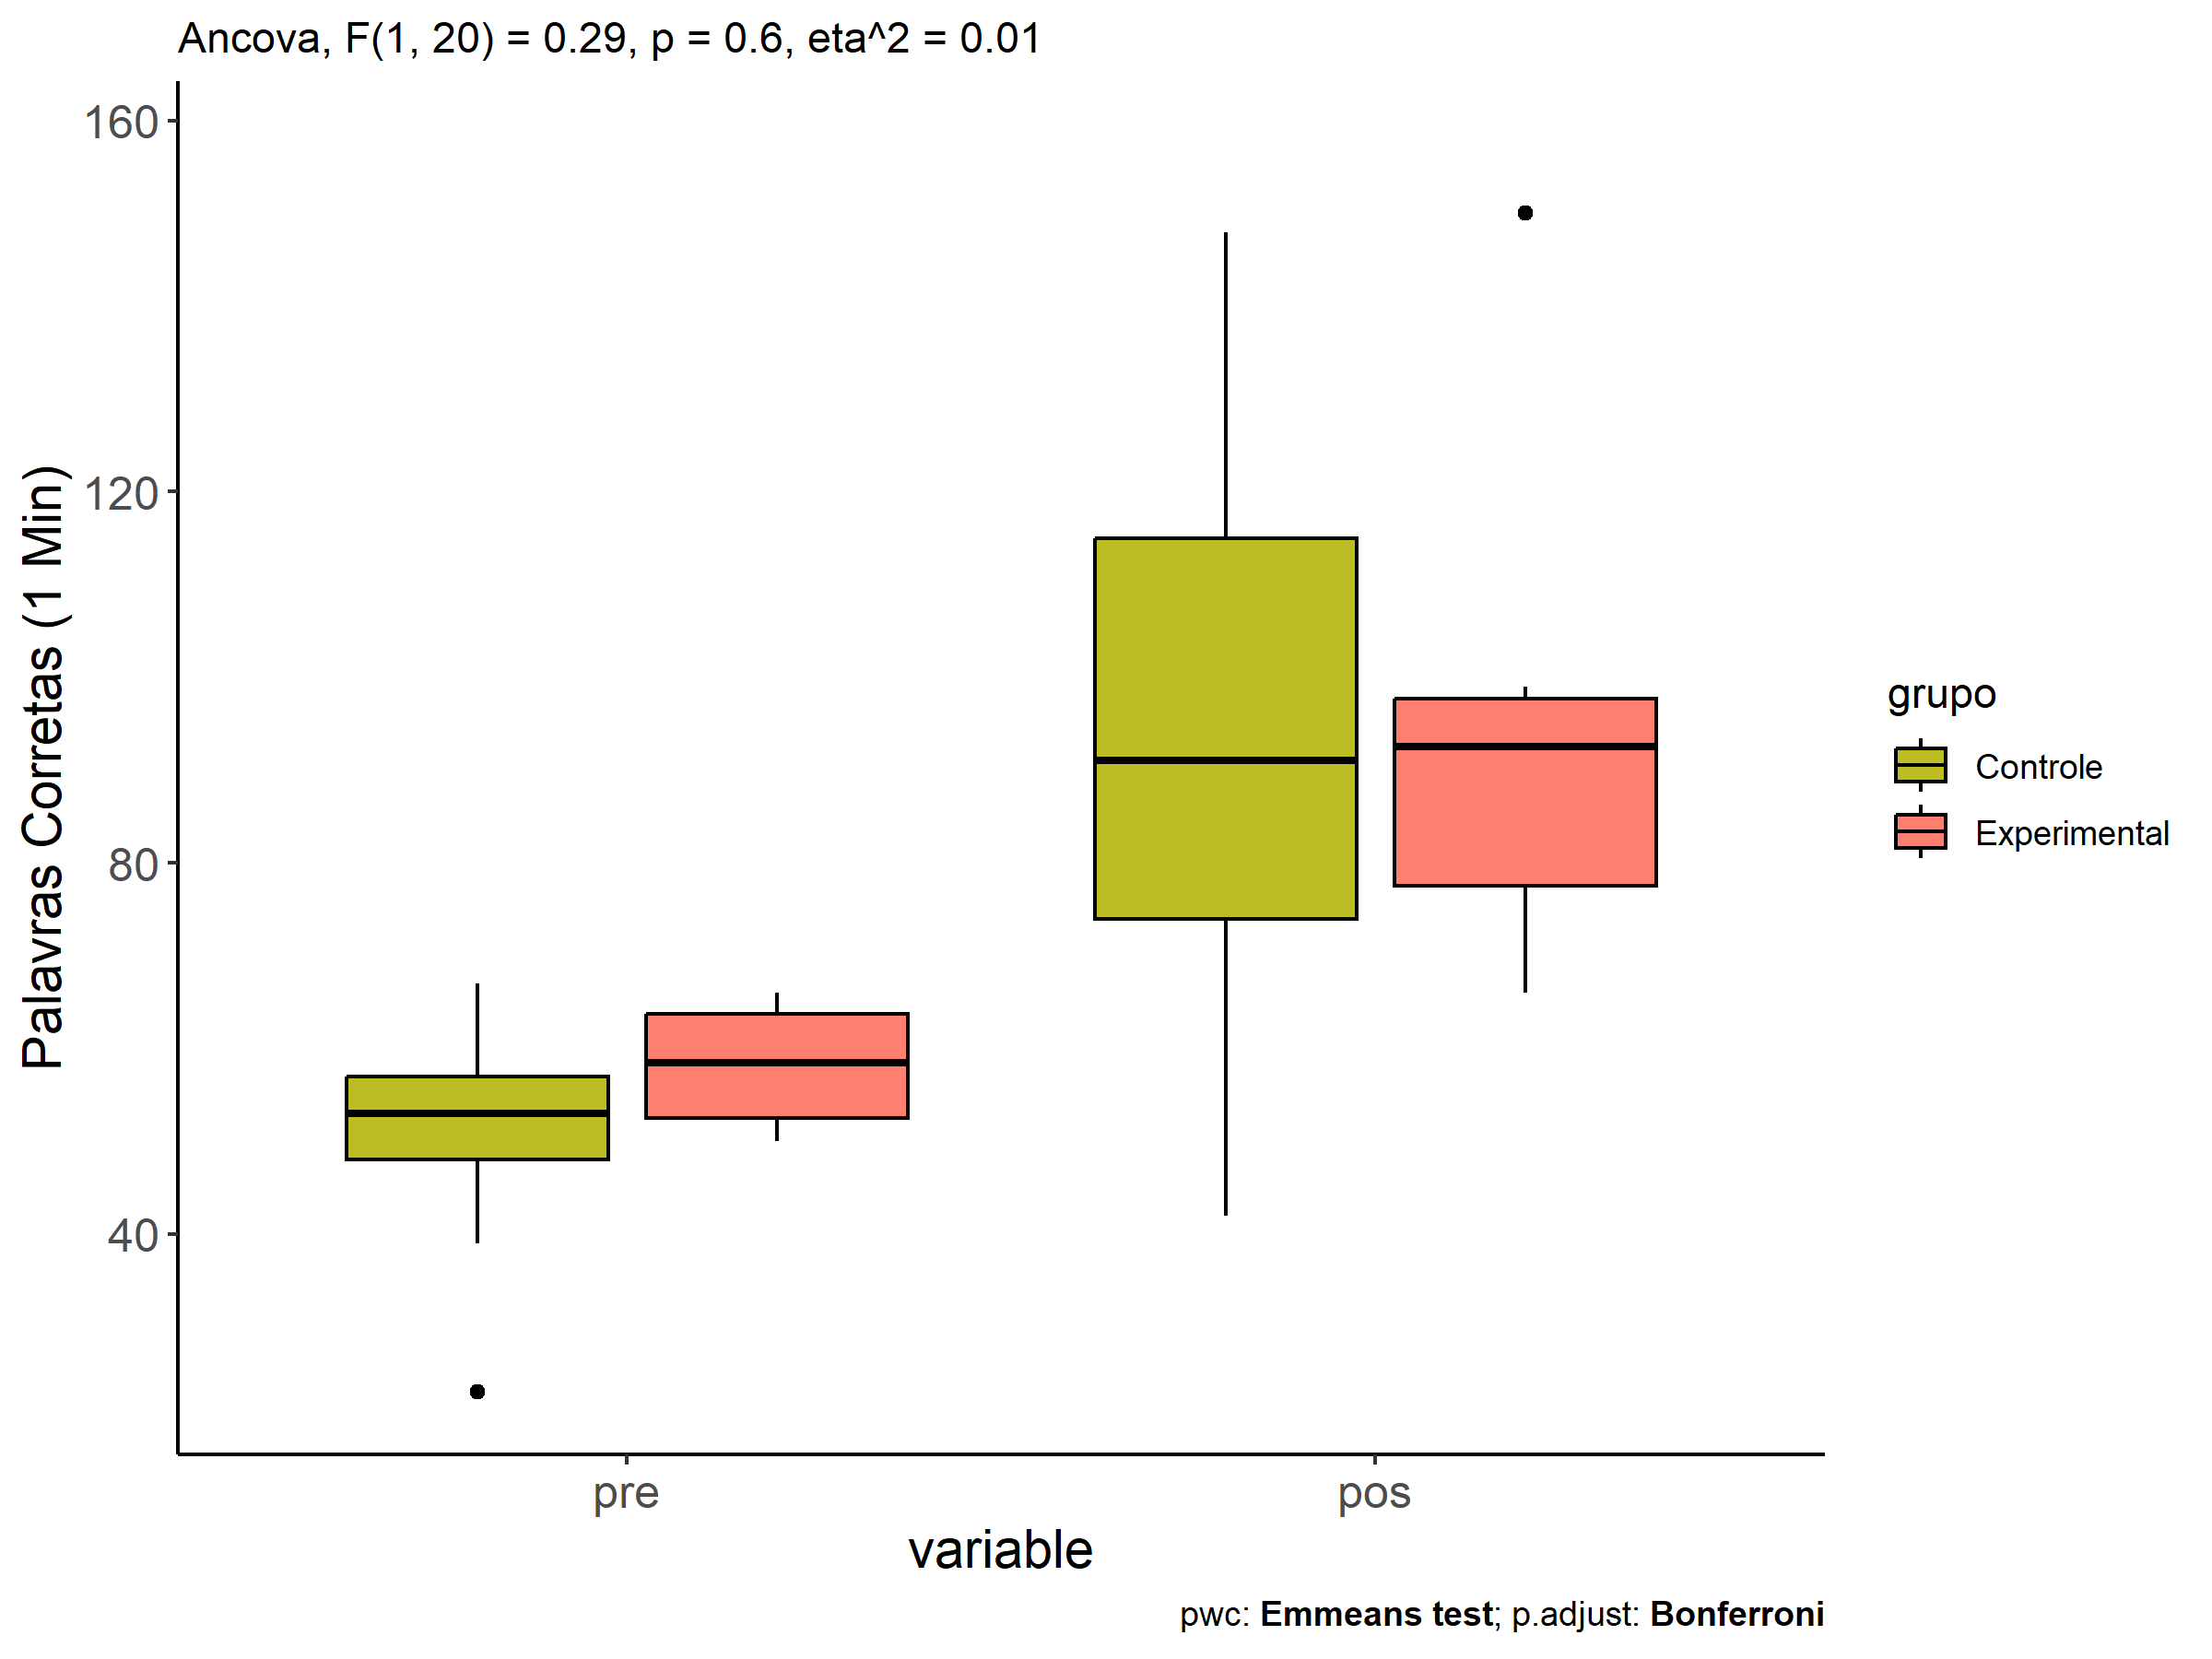 Ancova, F(1, 20) = 0.29, p = 0.6, eta^2 = 0.01
160
120
80
40
Palavras Corretas (1 Min)
pre
pos
variable
grupo
Controle
Experimental
pwc: Emmeans test; p.adjust: Bonferroni